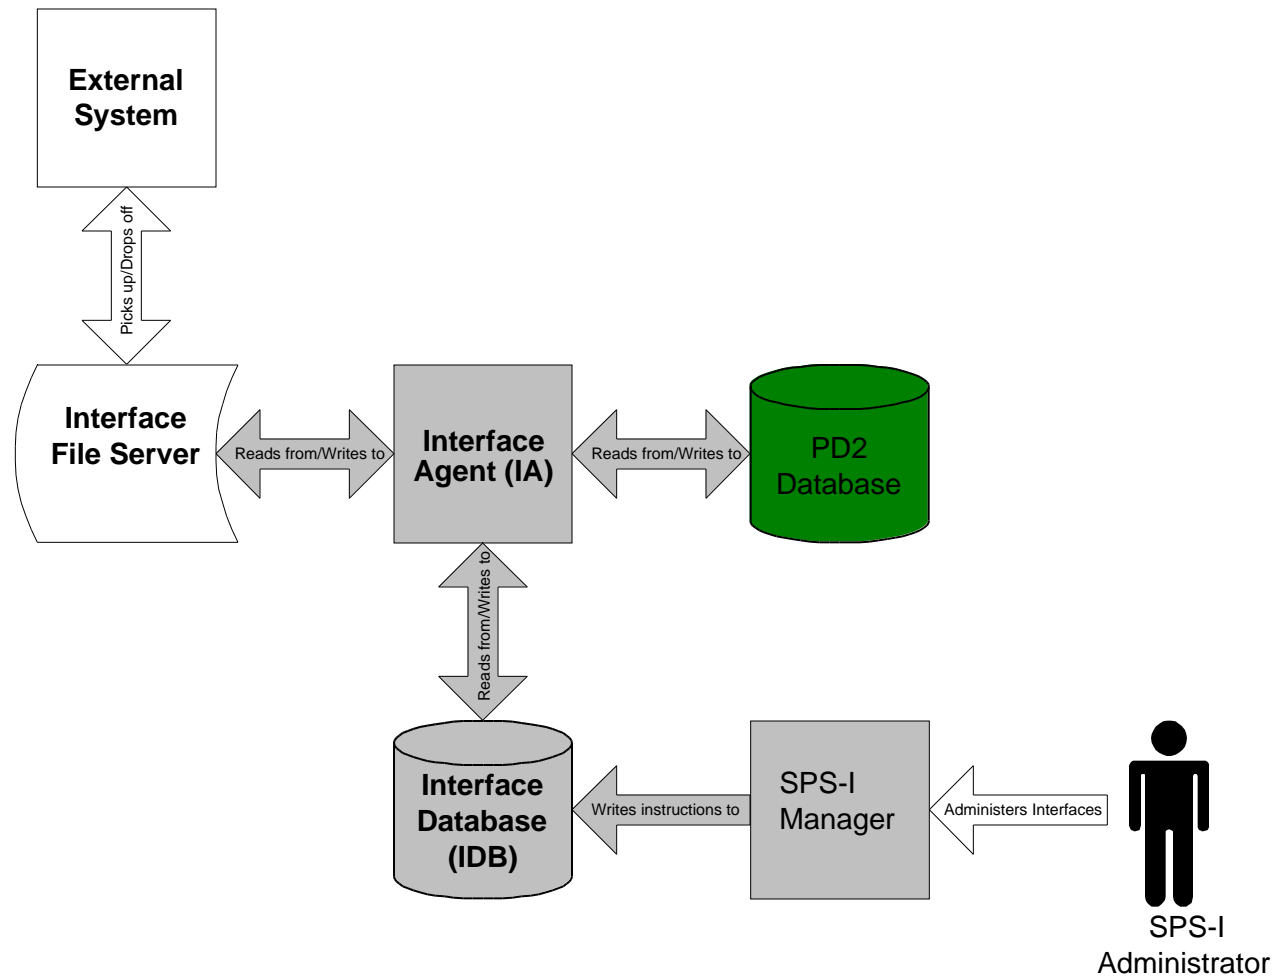 External
System
Picks up/Drops off
Interface
File Server
Reads from/Writes to
Interface
Agent (IA)
Reads from/Writes to
PD2
Database
Reads from/Writes to
Interface
Database
(IDB)
Writes instructions to
SPS-I
Manager
Administers Interfaces
SPS-I
Administrator